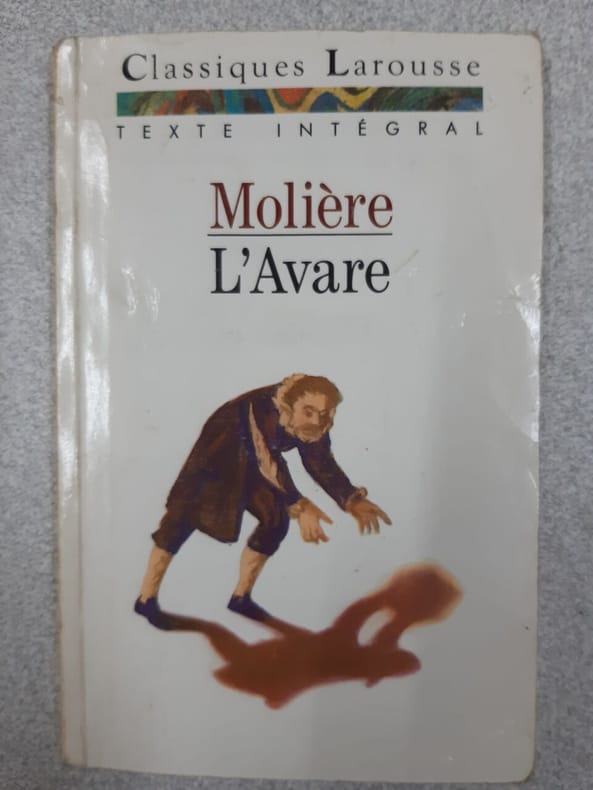 Classiques Larousse
TEXTE INTÉGRAL
Molière
L'Avare